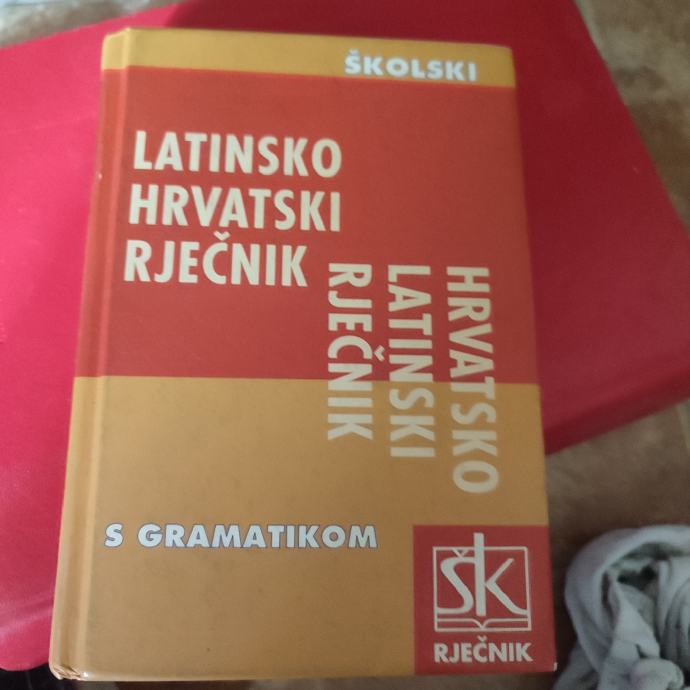 ŠKOLSKI
LATINSKO
HRVATSKI
RJEČNIK
HRVATSKO
LATINSKI
RJEČNIK
S GRAMATIKOM
ŠK
RJEČNIK